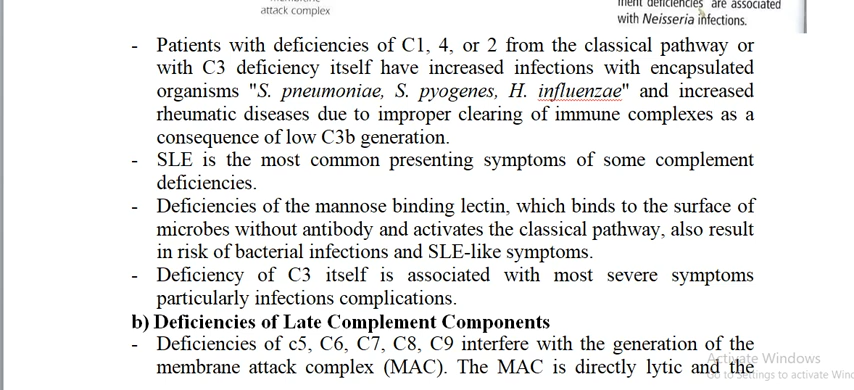 attack complex
ment deficiencies are associated
with Neisseria infections.
- Patients with deficiencies of C1, 4, or 2 from the classical pathway or
with C3 deficiency itself have increased infections with encapsulated
organisms "S. pneumoniae, S. pyogenes, H. influenzae" and increased
rheumatic diseases due to improper clearing of immune complexes as a
consequence of low C3b generation.
- SLE is the most common presenting symptoms of some complement
deficiencies.
- Deficiencies of the mannose binding lectin, which binds to the surface of
microbes without antibody and activates the classical pathway, also result
in risk of bacterial infections and SLE-like symptoms.
- Deficiency of C3 itself is associated with most severe symptoms
particularly infections complications.
b) Deficiencies of Late Complement Components
- Deficiencies of c5, C6, C7, C8, C9 interfere with the generation of the
membrane attack complex (MAC). The MAC is directly lytic and the
Activate Windows
Go to Settings to activate Wind